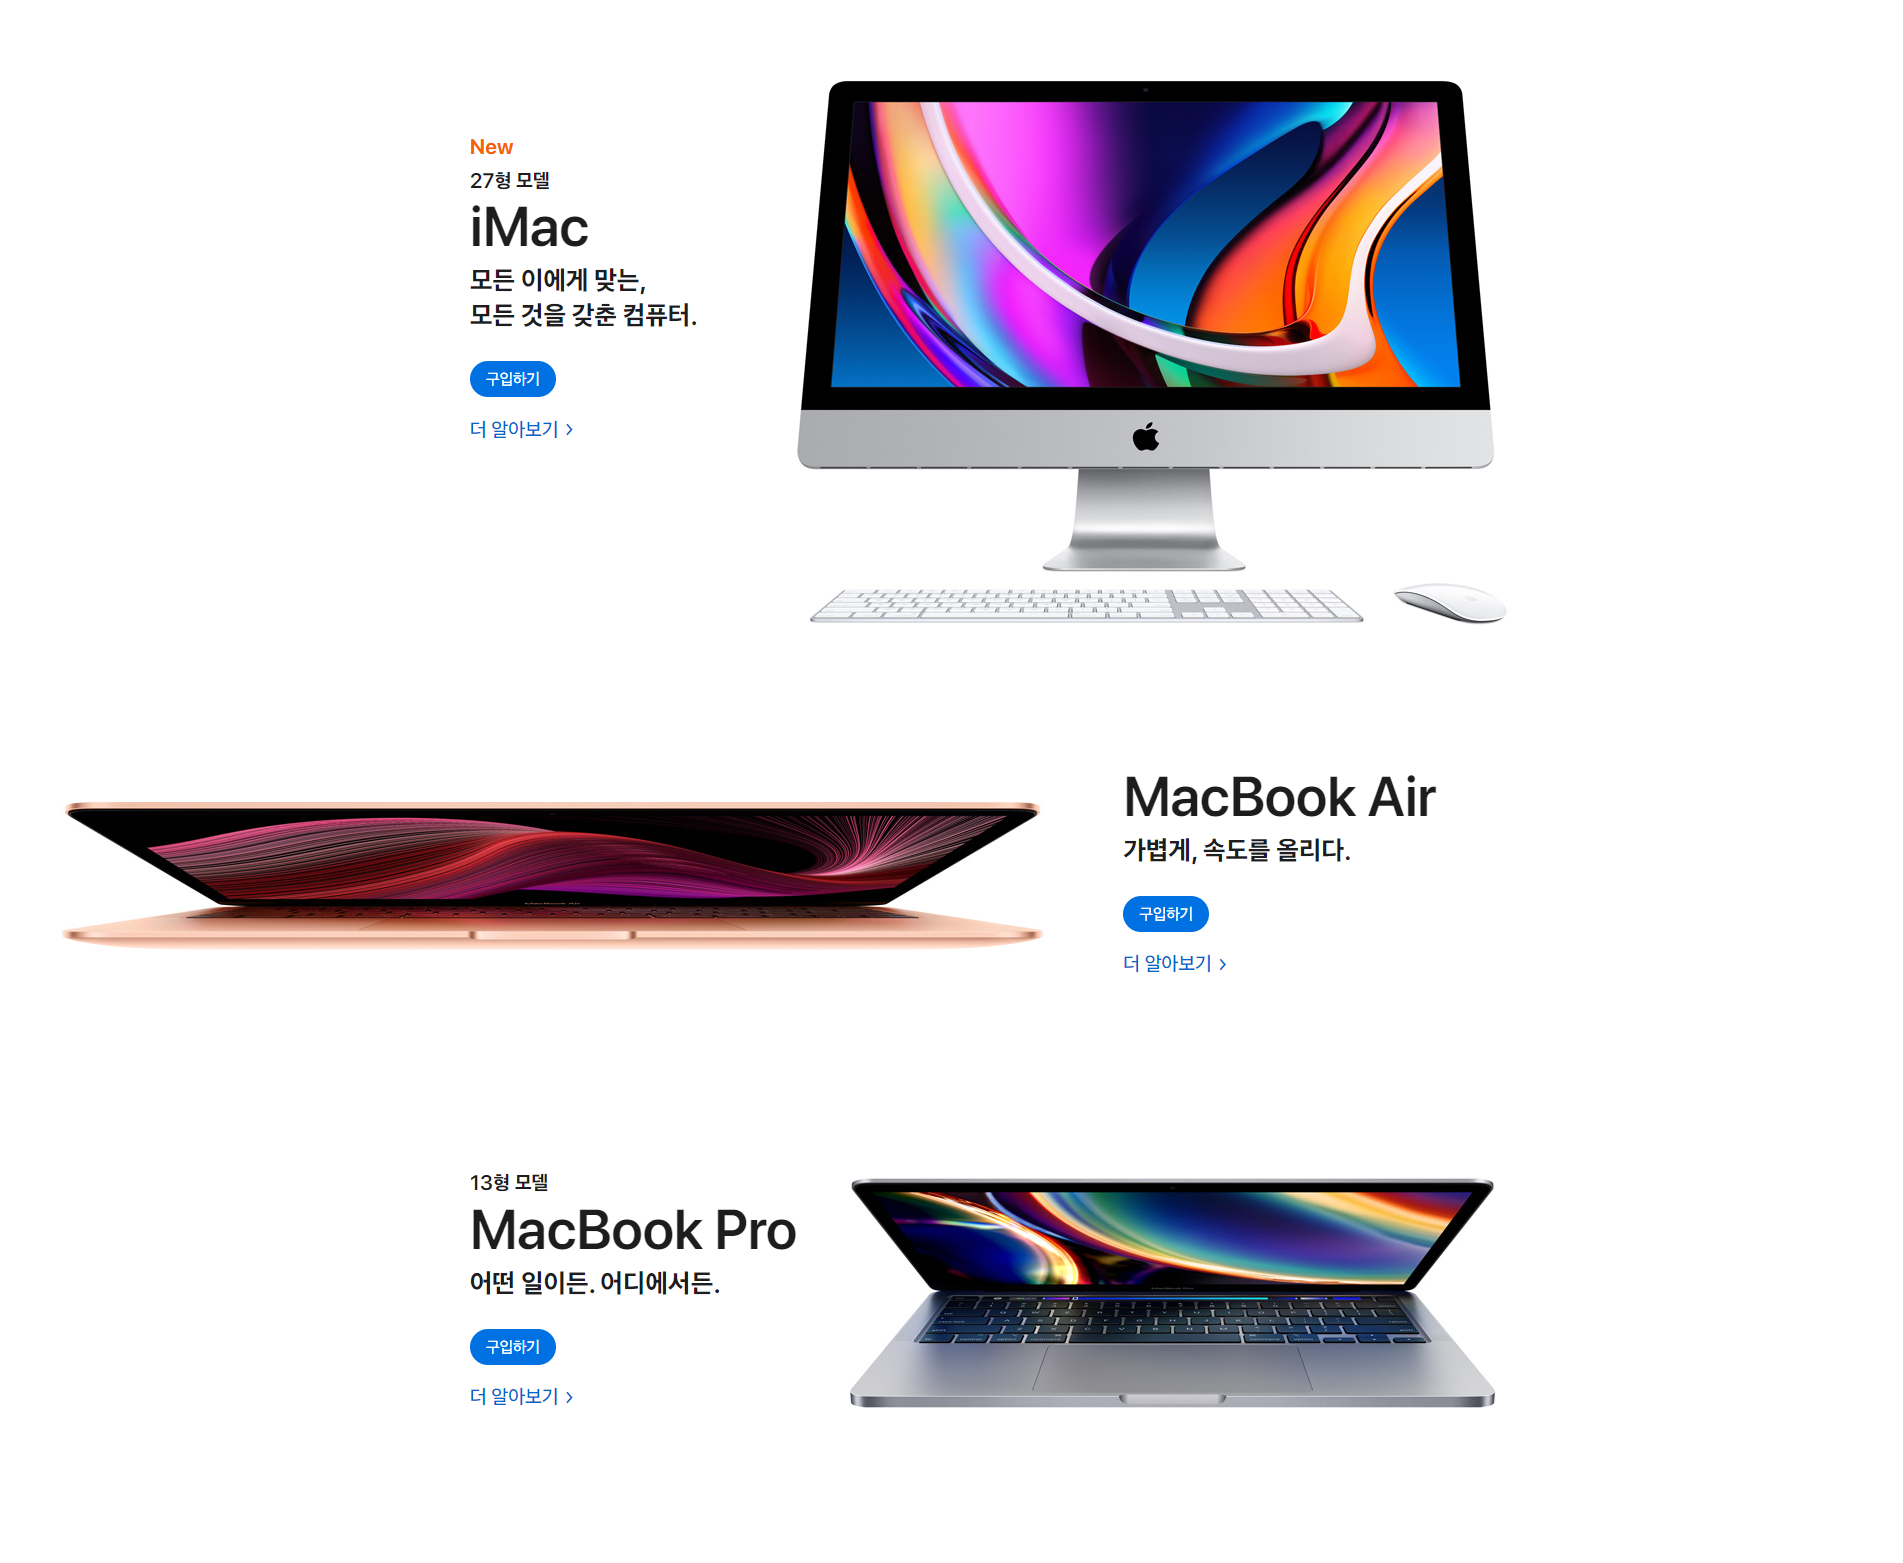 New
27형 모델
iMac
모든 이에게 맞는,
모든 것을 갖춘 컴퓨터.
구입하기
더 알아보기 >
MacBook Air
가볍게, 속도를 올리다.
구입하기
더 알아보기 >
MacBook Air
13형 모델
MacBook Pro
어떤 일이든. 어디에서든.
구입하기
더 알아보기 >
MacBook Pro